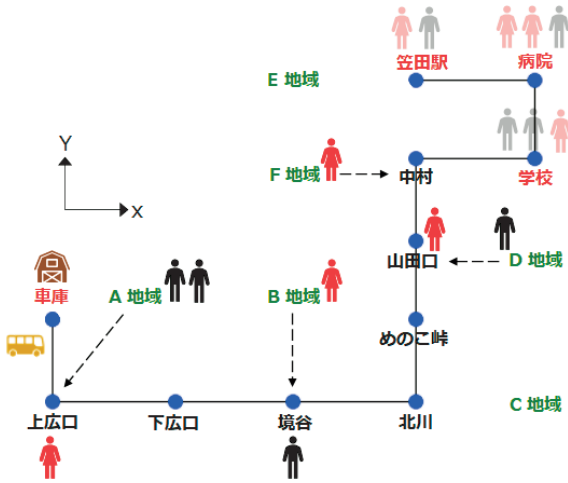 笠田駅
病院
E 地域
Y
X
F 地域
中村
学校
車庫
A 地域
B 地域
山田口
D 地域
めのこ峠
上広口
下広口
境谷
北川
C 地域